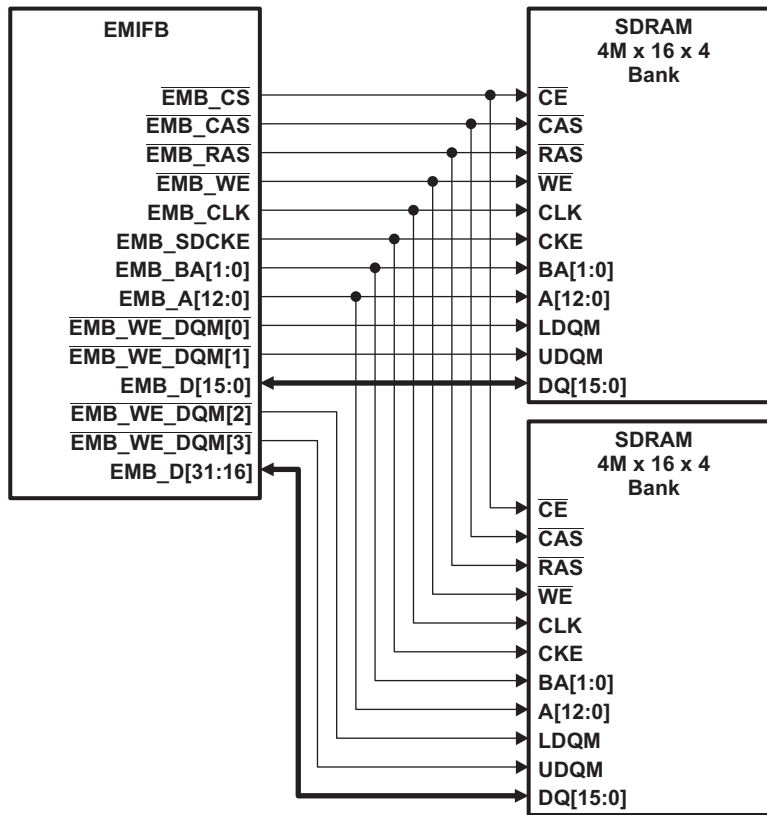 EMIFB
EMB_CS
EMB_CAS
EMB_RAS
EMB_WE
EMB_CLK
EMB_SDCKE
EMB_BA[1:0]
EMB_A[12:0]
EMB_WE_DQM[0]
EMB_WE_DQM[1]
EMB_D[15:0]
EMB_WE_DQM[2]
EMB_WE_DQM[3]
EMB_D[31:16]
SDRAM
4M x 16 x 4
Bank
CE
CAS
RAS
WE
CLK
CKE
BA[1:0]
A[12:0]
LDQM
UDQM
DQ[15:0]
SDRAM
4M x 16 x 4
Bank
CE
CAS
RAS
WE
CLK
CKE
BA[1:0]
A[12:0]
LDQM
UDQM
DQ[15:0]